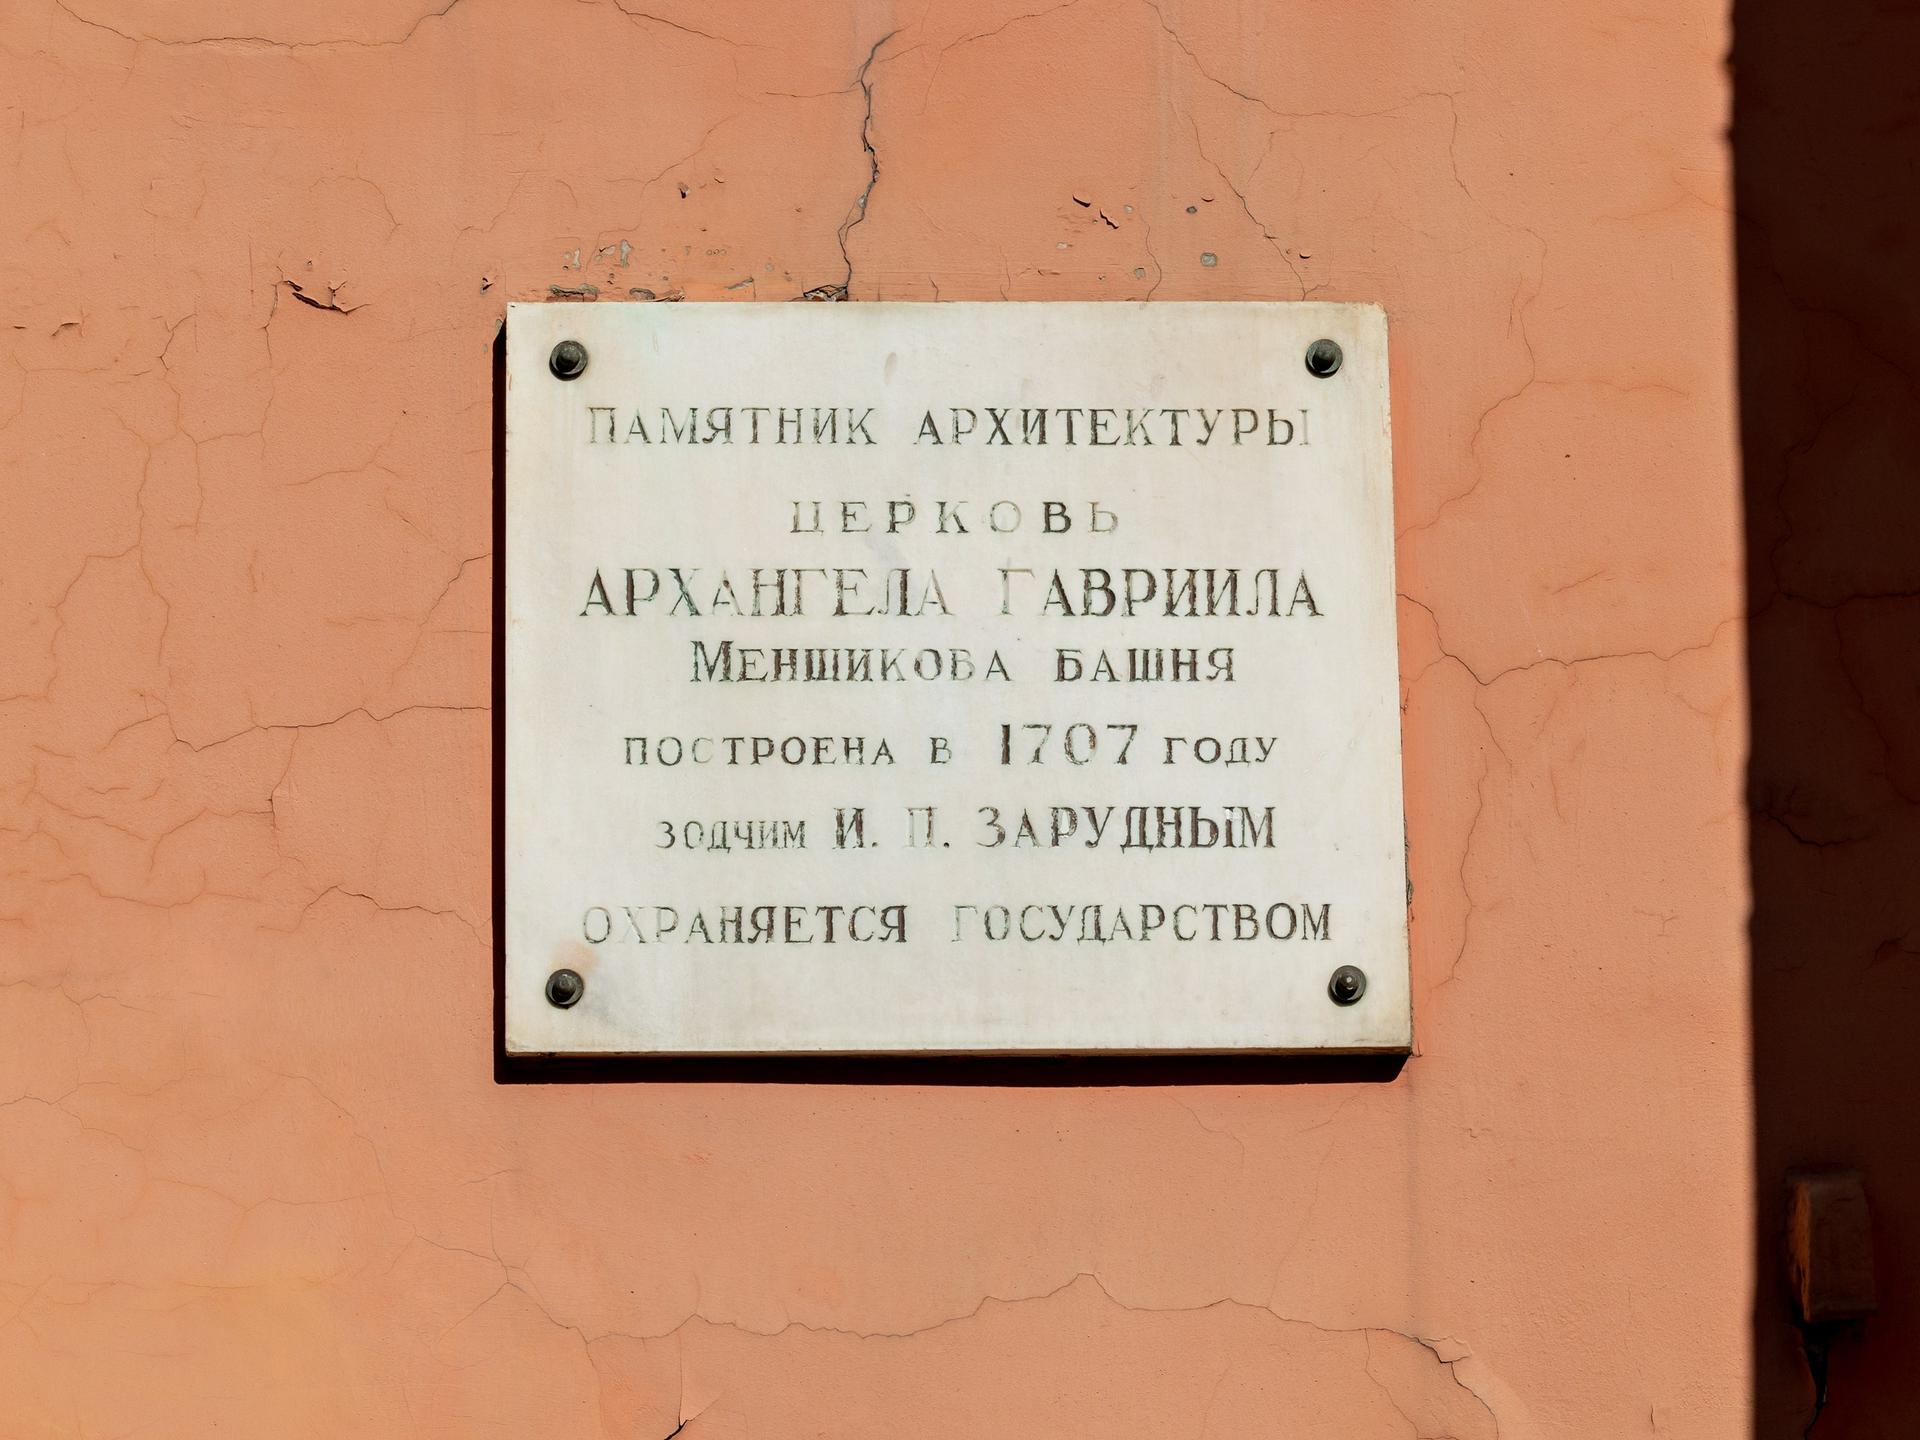 ПАМЯТНИК АРХИТЕКТУРЫ
ЦЕРКОВЬ
АРХАНГЕЛА ГАВРИИЛА
МЕНШИКОВА БАШНЯ
ПОСТРОЕНА В 1707 ГОДУ
ЗОДЧИМ И. П. ЗАРУДНЫМ
ОХРАНЯЕТСЯ ГОСУДАРСТВОМ